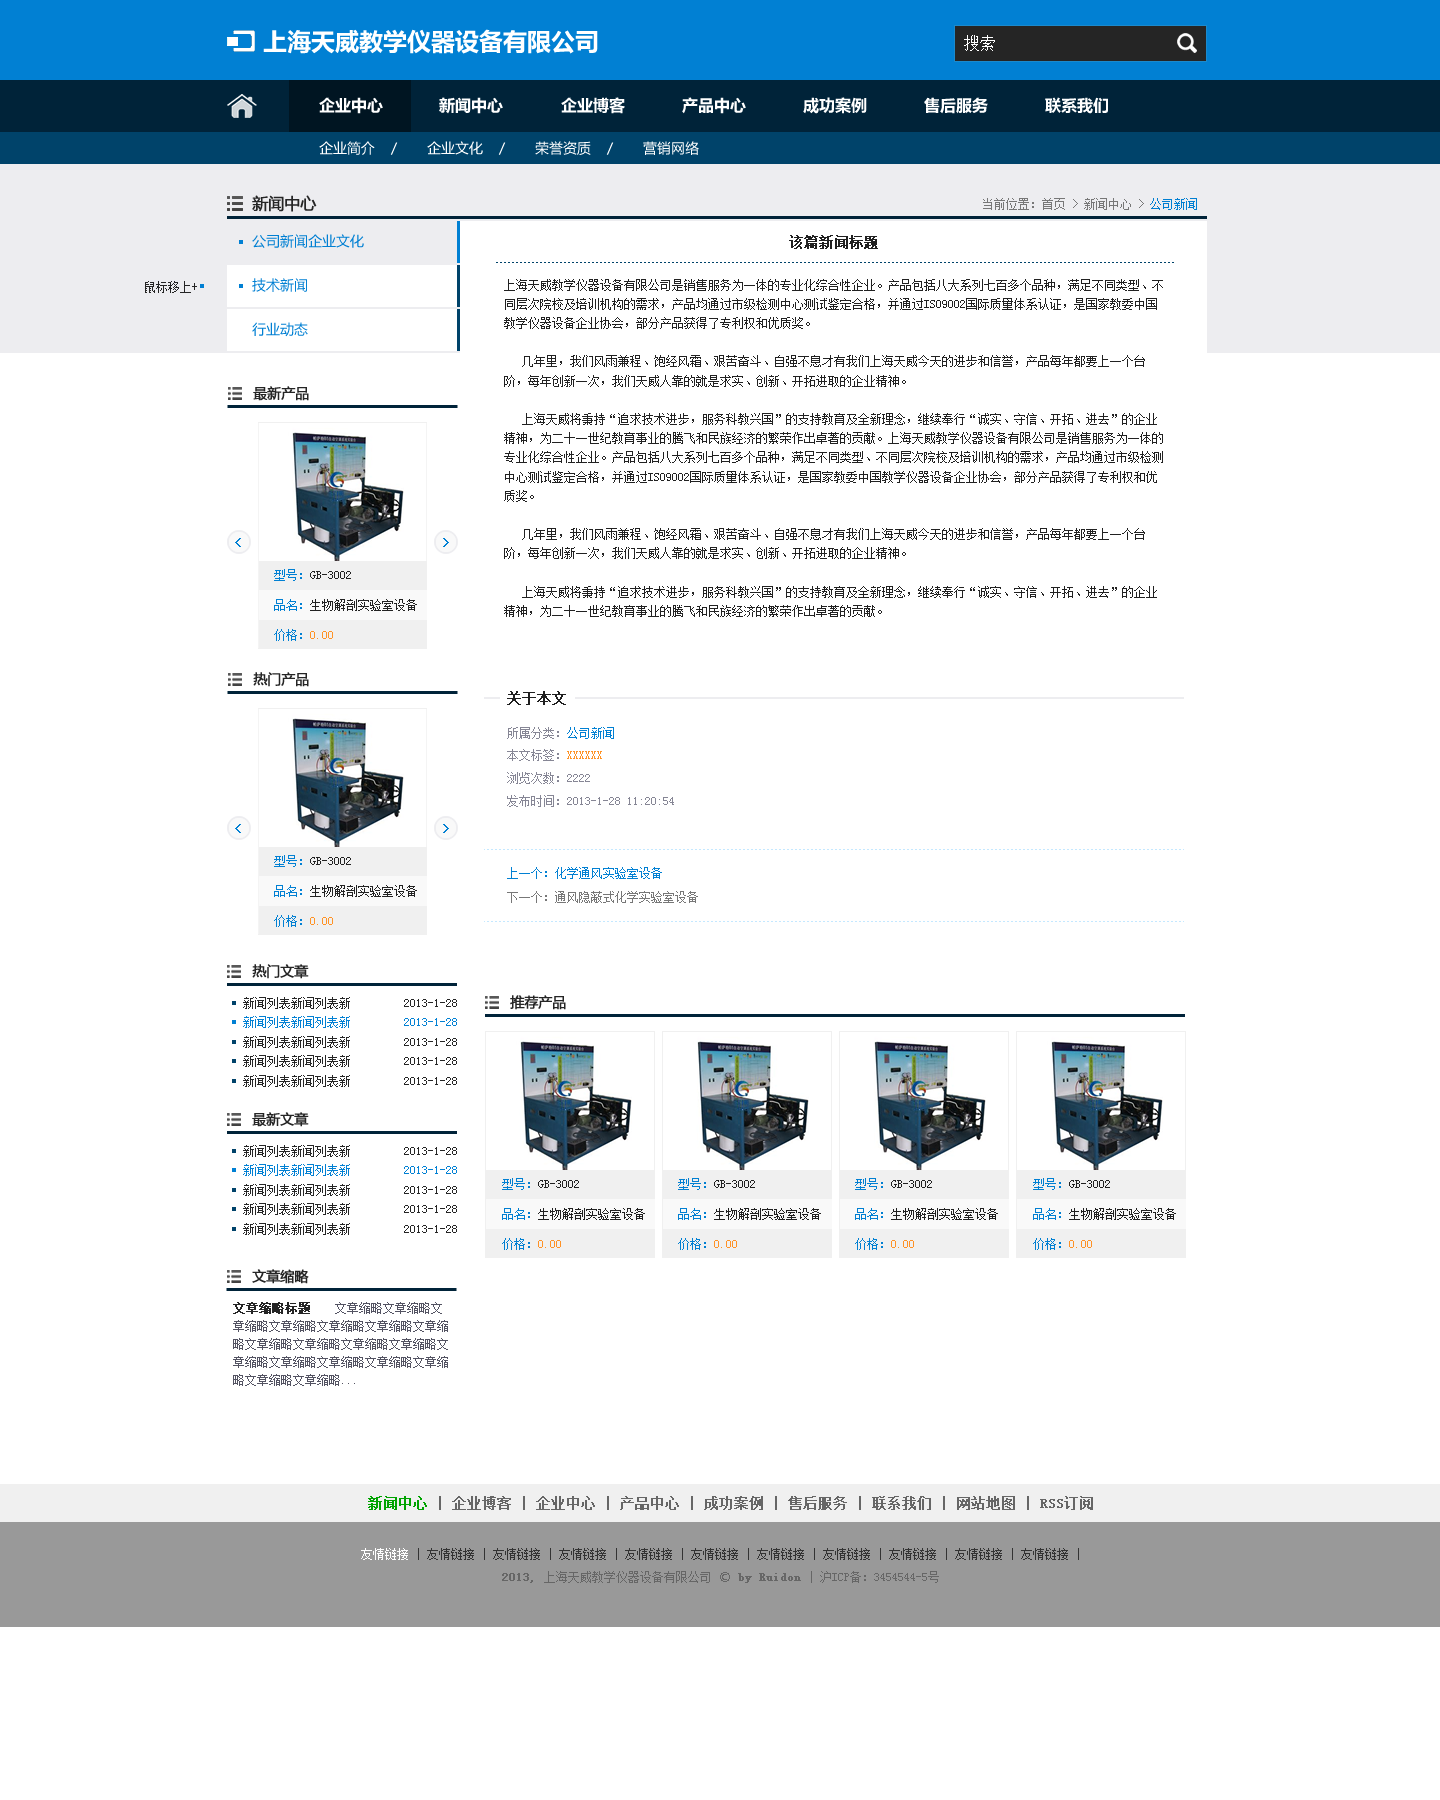 上海天威教学仪器设备有限公司
搜索
企业中心 新闻中心 企业博客 产品中心 成功案例 售后服务 联系我们
企业简介 / 企业文化 / 荣誉资质 / 营销网络
新闻中心
当前位置: 首页 > 新闻中心 > 公司新闻
公司新闻企业文化
鼠标移上+
技术新闻
行业动态
该篇新闻标题
上海天威教学仪器设备有限公司是销售服务为一体的专业化综合性企业。产品包括八大系列七百多个品种，满足不同类型、不
同层次院校及培训机构的需求，产品均通过市级检测中心测试鉴定合格，并通过ISO9002国际质量体系认证，是国家教委中国
教学仪器设备企业协会，部分产品获得了专利权和优质奖。
几年里，我们风雨兼程、饱经风霜、艰苦奋斗、自强不息才有我们上海天威今天的进步和信誉，产品每年都要上一个台
阶，每年创新一次，我们天威人靠的就是求实、创新、开拓进取的企业精神。
上海天威将秉持“追求技术进步，服务科教兴国”的支持教育及全新理念，继续奉行“诚实、守信、开拓、进去”的企业
精神，为二十一世纪教育事业的腾飞和民族经济的繁荣作出卓著的贡献。上海天威教学仪器设备有限公司是销售服务为一体的
专业化综合性企业。产品包括八大系列七百多个品种，满足不同类型、不同层次院校及培训机构的需求，产品均通过市级检测
中心测试鉴定合格，并通过ISO9002国际质量体系认证，是国家教委中国教学仪器设备企业协会，部分产品获得了专利权和优
质奖。
几年里，我们风雨兼程、饱经风霜、艰苦奋斗、自强不息才有我们上海天威今天的进步和信誉，产品每年都要上一个台
阶，每年创新一次，我们天威人靠的就是求实、创新、开拓进取的企业精神。
上海天威将秉持“追求技术进步，服务科教兴国”的支持教育及全新理念，继续奉行“诚实、守信、开拓、进去”的企业
精神，为二十一世纪教育事业的腾飞和民族经济的繁荣作出卓著的贡献。
最新产品
型号: GB-3002
品名: 生物解剖实验室设备
价格: 0.00
热门产品
型号: GB-3002
品名: 生物解剖实验室设备
价格: 0.00
关于本文
所属分类: 公司新闻
本文标签: XXXXXX
浏览次数: 2222
发布时间: 2013-1-28 11:20:54
上一个: 化学通风实验室设备
下一个: 通风隐蔽式化学实验室设备
热门文章
新闻列表新闻列表新 2013-1-28
新闻列表新闻列表新 2013-1-28
新闻列表新闻列表新 2013-1-28
新闻列表新闻列表新 2013-1-28
新闻列表新闻列表新 2013-1-28
最新文章
新闻列表新闻列表新 2013-1-28
新闻列表新闻列表新 2013-1-28
新闻列表新闻列表新 2013-1-28
新闻列表新闻列表新 2013-1-28
新闻列表新闻列表新 2013-1-28
文章缩略
文章缩略标题 文章缩略文章缩略文
章缩略文章缩略文章缩略文章缩略文章缩
略文章缩略文章缩略文章缩略文章缩略文
章缩略文章缩略文章缩略文章缩略文章缩
略文章缩略文章缩略...
推荐产品
型号: GB-3002 型号: GB-3002 型号: GB-3002 型号: GB-3002
品名: 生物解剖实验室设备 品名: 生物解剖实验室设备 品名: 生物解剖实验室设备 品名: 生物解剖实验室设备
价格: 0.00 价格: 0.00 价格: 0.00 价格: 0.00
新闻中心 | 企业博客 | 企业中心 | 产品中心 | 成功案例 | 售后服务 | 联系我们 | 网站地图 | RSS订阅
友情链接 | 友情链接 | 友情链接 | 友情链接 | 友情链接 | 友情链接 | 友情链接 | 友情链接 | 友情链接 | 友情链接 | 友情链接 |
2013, 上海天威教学仪器设备有限公司 © by Ruidon | 沪ICP备: 3454544-5号